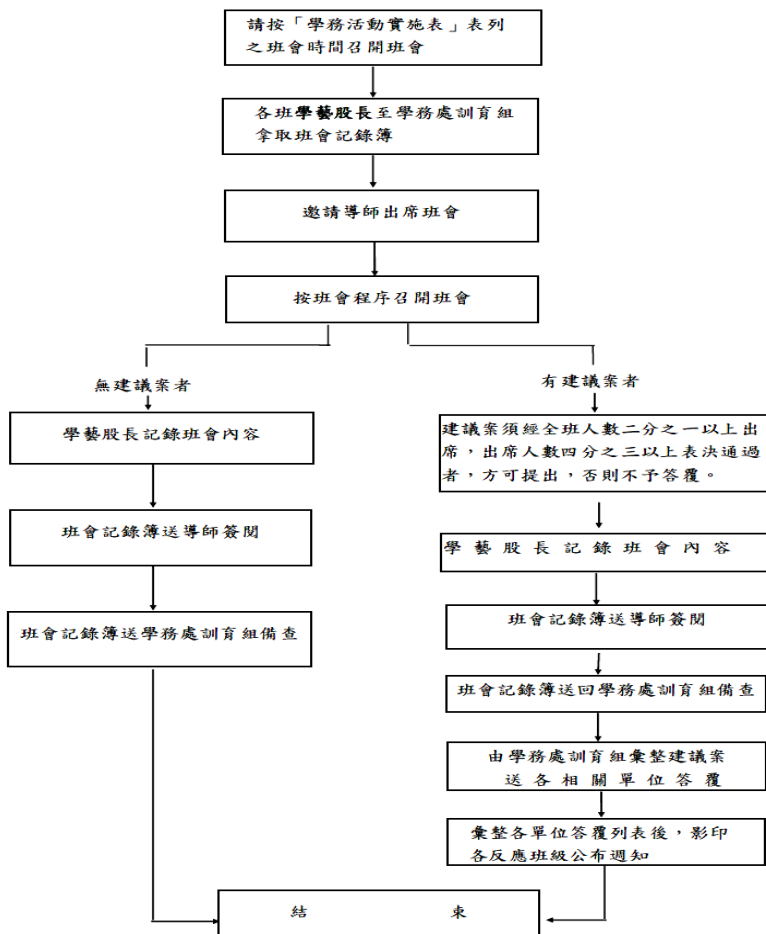 請按「學務活動實施表」表列
之班會時間召開班會
各班學藝股長至學務處訓育組
拿取班會記錄簿
邀請導師出席班會
按班會程序召開班會
無建議案者
學藝股長記錄班會內容
班會記錄簿送導師簽閱
班會記錄簿送學務處訓育組備查
有建議案者
建議案須經全班人數二分之一以上出
席，出席人數四分之三以上表決通過
者，方可提出，否則不予答覆。
學藝股長記錄班會內容
班會記錄簿送導師簽閱
班會記錄簿送回學務處訓育組備查
由學務處訓育組彙整建議案
送各相關單位答覆
彙整各單位答覆列表後，影印
各反應班級公布週知
結束